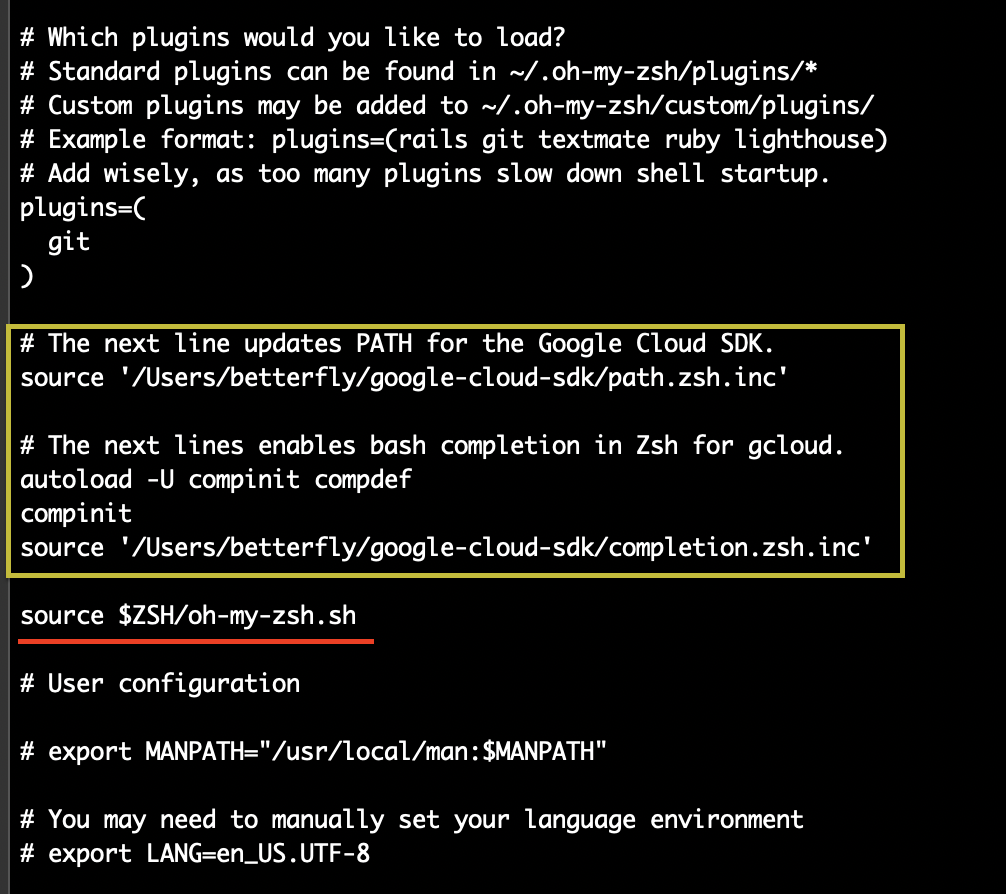 # Which plugins would you like to load?
# Standard plugins can be found in ~/.oh-my-zsh/plugins/*
# Custom plugins may be added to ~/.oh-my-zsh/custom/plugins/
# Example format: plugins=(rails git textmate ruby lighthouse)
# Add wisely, as too many plugins slow down shell startup.
plugins=(
  git
)
# The next line updates PATH for the Google Cloud SDK.
source '/Users/betterfly/google-cloud-sdk/path.zsh.inc'
# The next lines enables bash completion in Zsh for gcloud.
autoload -U compinit compdef
compinit
source '/Users/betterfly/google-cloud-sdk/completion.zsh.inc'
source $ZSH/oh-my-zsh.sh
# User configuration
# export MANPATH="/usr/local/man:$MANPATH"
# You may need to manually set your language environment
# export LANG=en_US.UTF-8